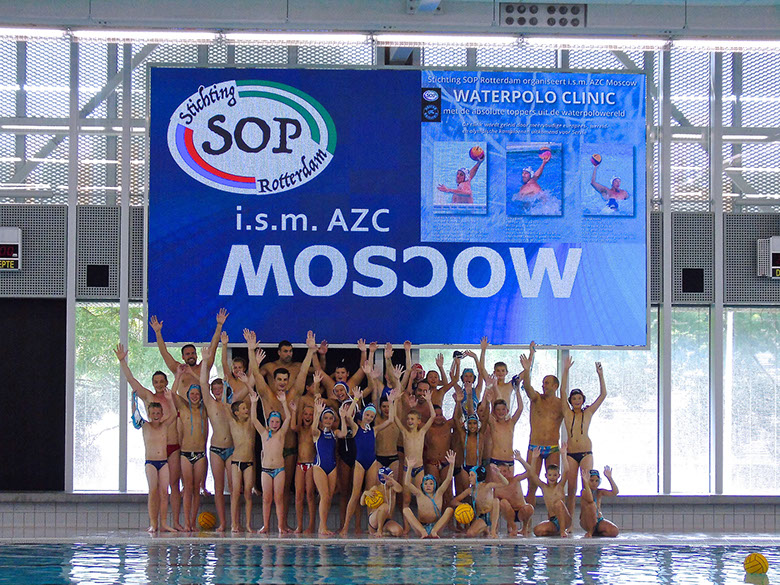 Stichting
SOP
Rotterdam
i.s.m. AZC
MOSCOW
Stichting SOP Rotterdam organiseert i.s.m. AZC Moscow
WATERPOLO CLINIC
met de absolute toppers uit de waterpolowereld